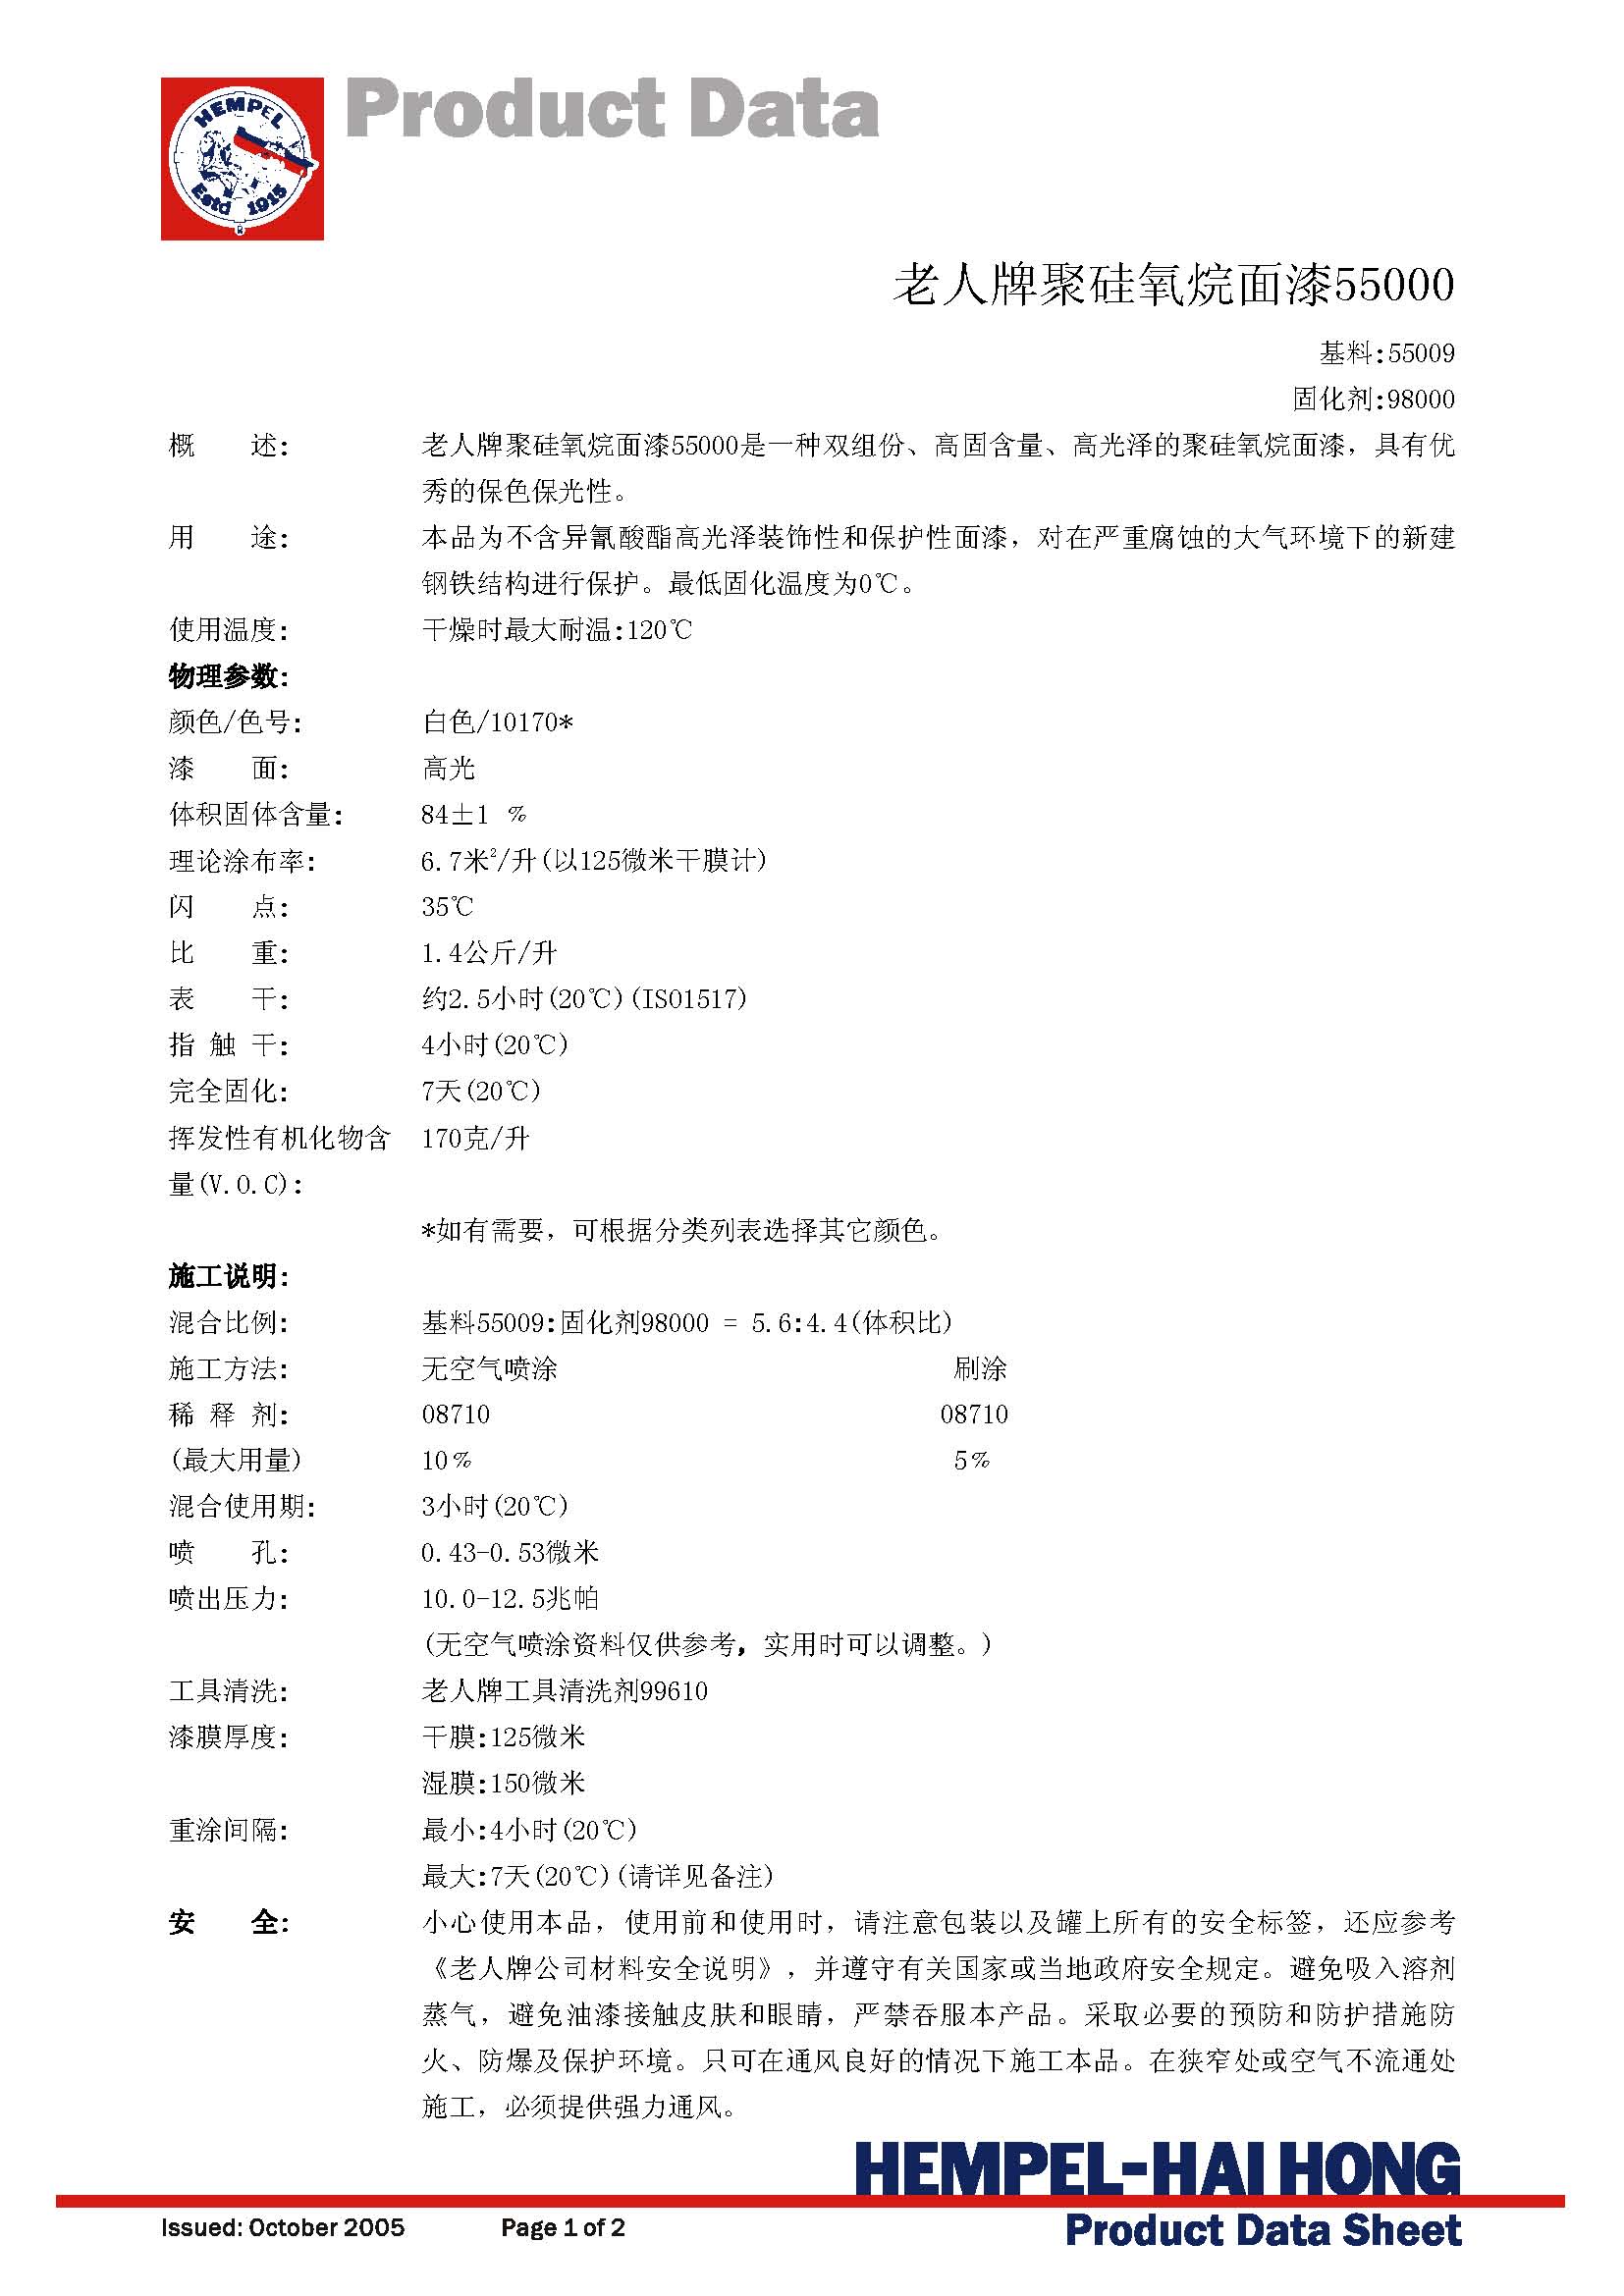 HEMPEL
Estd 1915
®
Product Data
老人牌聚硅氧烷面漆55000
基料:55009
固化剂:98000
概 述: 老人牌聚硅氧烷面漆55000是一种双组份、高固含量、高光泽的聚硅氧烷面漆，具有优
秀的保色保光性。
用 途: 本品为不含异氰酸酯高光泽装饰性和保护性面漆，对在严重腐蚀的大气环境下的新建
钢铁结构进行保护。最低固化温度为0℃。
使用温度: 干燥时最大耐温:120℃
物理参数:
颜色/色号: 白色/10170*
漆 面: 高光
体积固体含量: 84±1 %
理论涂布率: 6.7米²/升(以125微米干膜计)
闪 点: 35℃
比 重: 1.4公斤/升
表 干: 约2.5小时(20℃)(ISO1517)
指 触 干: 4小时(20℃)
完全固化: 7天(20℃)
挥发性有机化物含 170克/升
量(V.O.C):
*如有需要，可根据分类列表选择其它颜色。
施工说明:
混合比例: 基料55009:固化剂98000 = 5.6:4.4(体积比)
施工方法: 无空气喷涂 刷涂
稀 释 剂: 08710 08710
(最大用量) 10% 5%
混合使用期: 3小时(20℃)
喷 孔: 0.43-0.53微米
喷出压力: 10.0-12.5兆帕
(无空气喷涂资料仅供参考，实用时可以调整。)
工具清洗: 老人牌工具清洗剂99610
漆膜厚度: 干膜:125微米
湿膜:150微米
重涂间隔: 最小:4小时(20℃)
最大:7天(20℃)(请详见备注)
安 全: 小心使用本品，使用前和使用时，请注意包装以及罐上所有的安全标签，还应参考
《老人牌公司材料安全说明》，并遵守有关国家或当地政府安全规定。避免吸入溶剂
蒸气，避免油漆接触皮肤和眼睛，严禁吞服本产品。采取必要的预防和防护措施防
火、防爆及保护环境。只可在通风良好的情况下施工本品。在狭窄处或空气不流通处
施工，必须提供强力通风。
HEMPEL-HAI HONG
Issued: October 2005 Page 1 of 2 Product Data Sheet